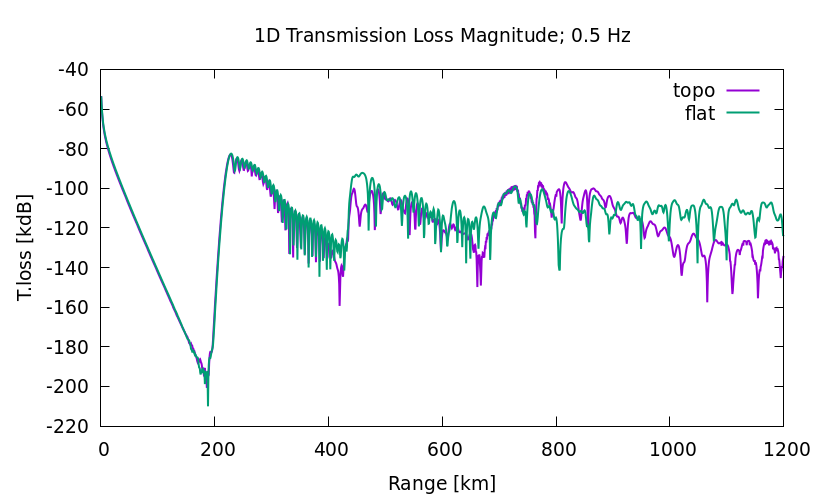 1D Transmission Loss Magnitude; 0.5 Hz
-40
-60
-80
-100
-120
-140
-160
-180
-200
-220
T.loss [kdB]
topo
flat
0 200 400 600 800 1000 1200
Range [km]